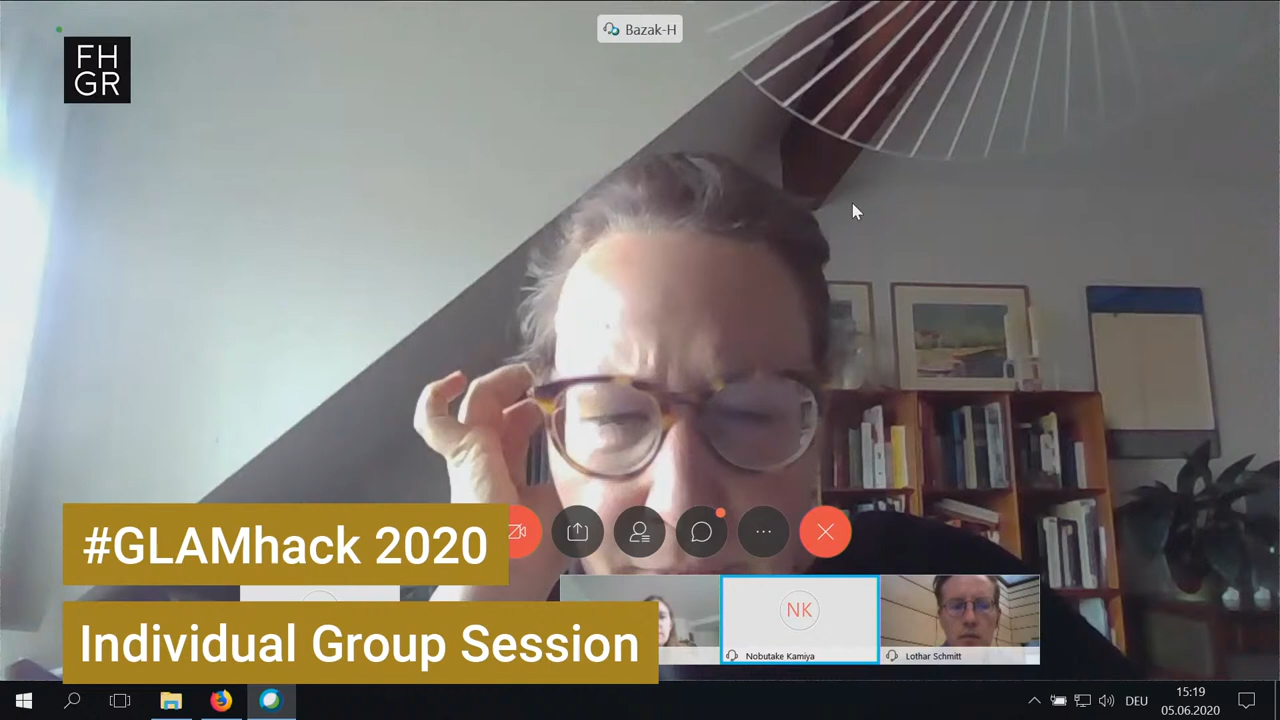 Bazak-H
FH
GR
#GLAMhack 2020
Individual Group Session
NK
Nobutake Kamiya
Lothar Schmitt
DEU
15:19
05.06.2020